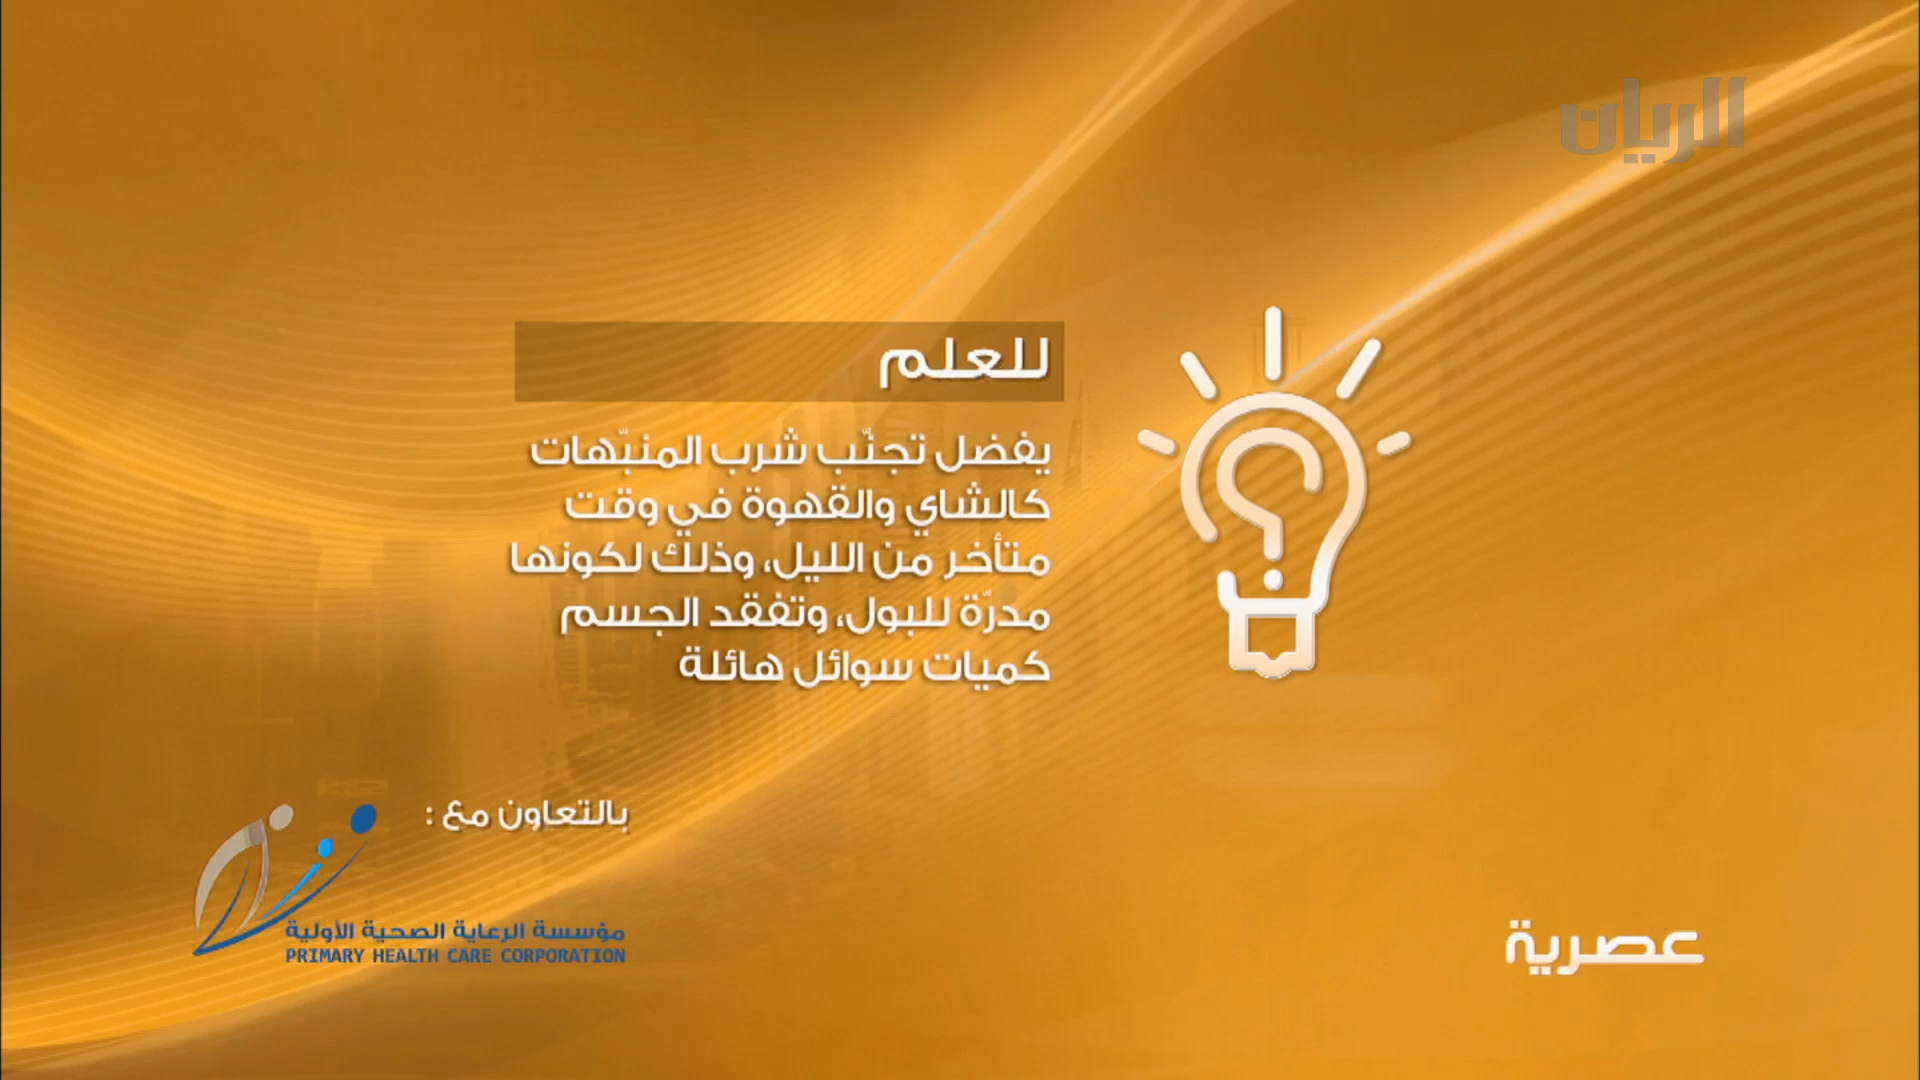 الريان
للعلم
يفضل تجنّب شرب المنبّهات
كالشاي والقهوة في وقت
متأخر من الليل، وذلك لكونها
مدرّة للبول، وتفقد الجسم
كميات سوائل هائلة
بالتعاون مع :
مؤسسة الرعاية الصحية الأولية
PRIMARY HEALTH CARE CORPORATION
عصرية